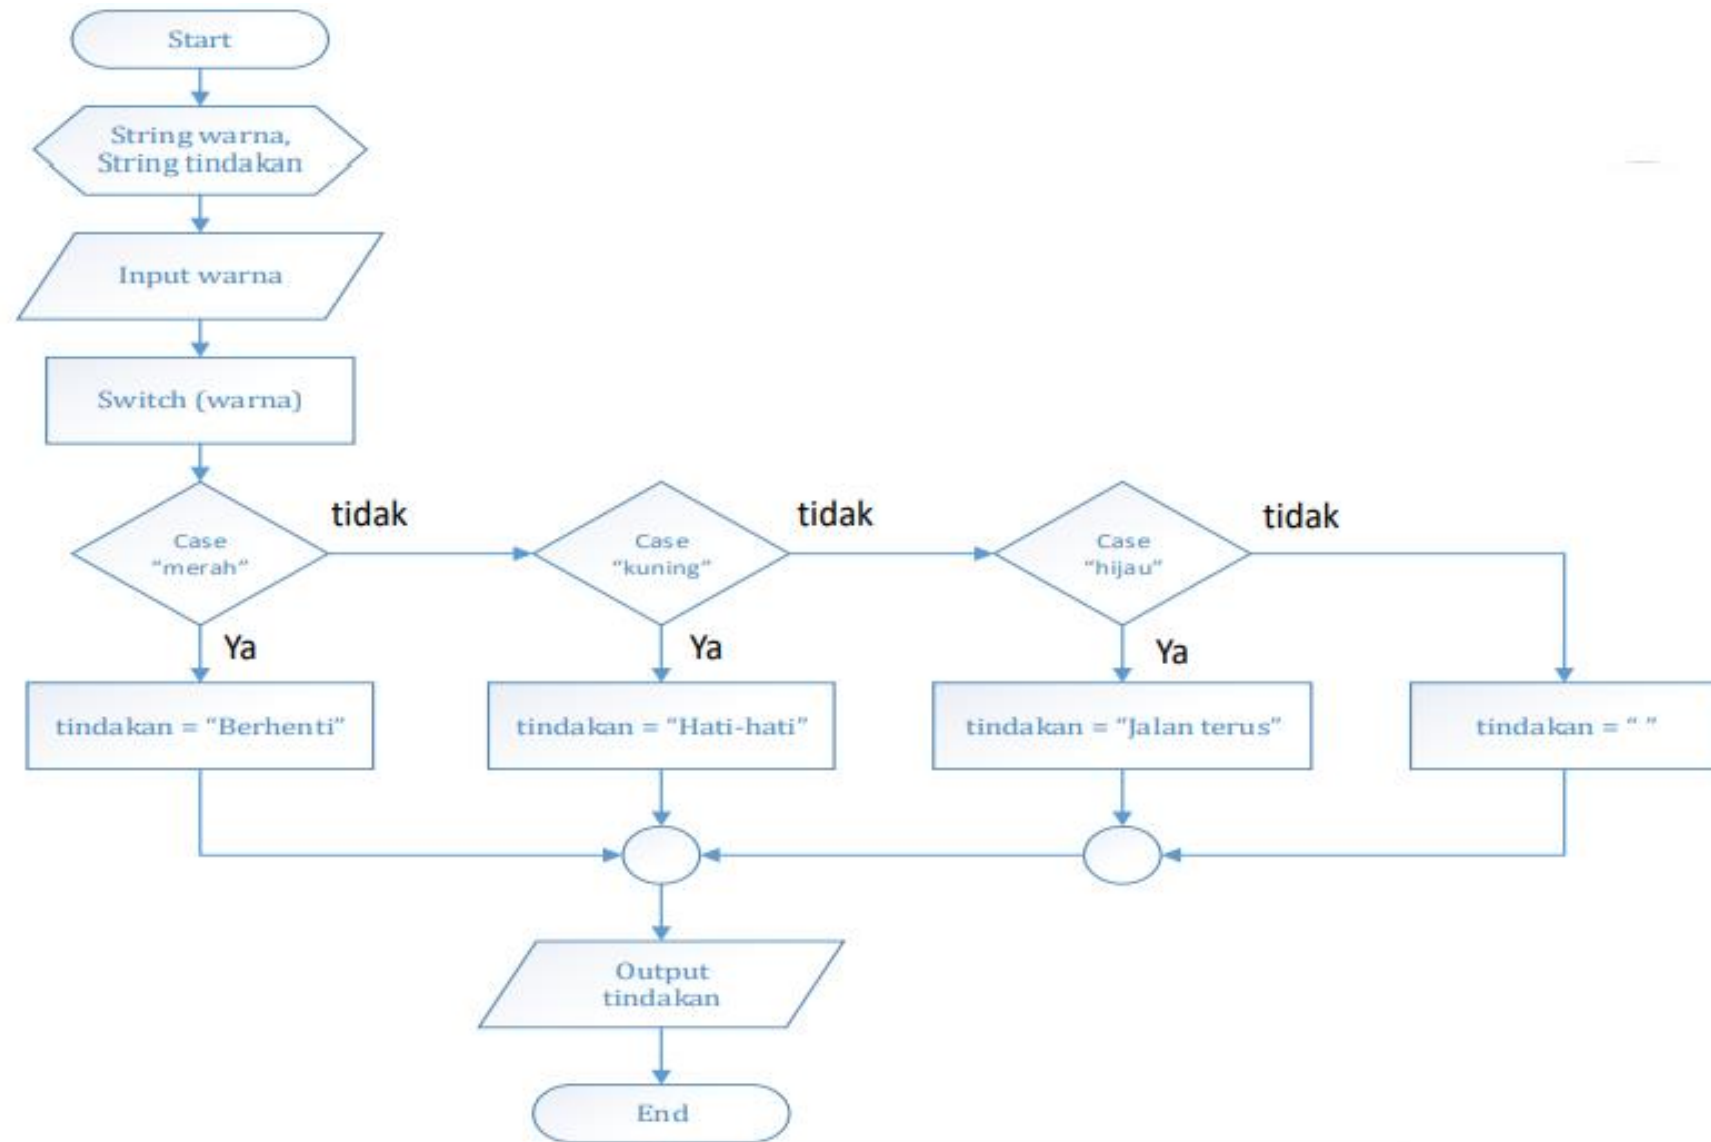 Start
String warna,
String tindakan
Input warna
Switch (warna)
Case
“merah”
tidak
Case
“kuning”
tidak
Case
“hijau”
tidak
Ya
Ya
Ya
tindakan = “Berhenti”
tindakan = “Hati-hati”
tindakan = “Jalan terus”
tindakan = “ ”
Output
tindakan
End